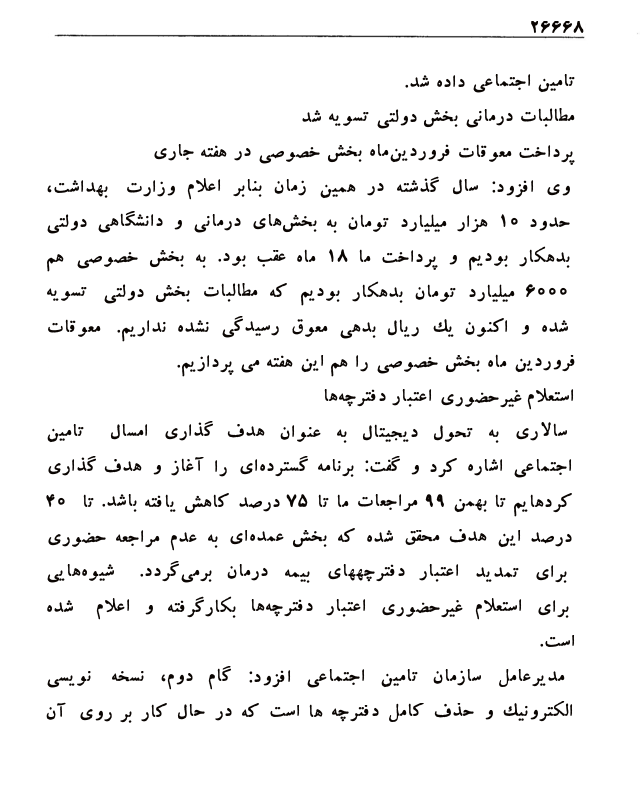 ۲۶۶۶۸
تامین اجتماعی داده شد.
مطالبات درمانی بخش دولتی تسویه شد
پرداخت معوقات فروردین‌ماه بخش خصوصی در هفته جاری
وی افزود: سال گذشته در همین زمان بنابر اعلام وزارت بهداشت،
حدود ۱۰ هزار میلیارد تومان به بخش‌های درمانی و دانشگاهی دولتی
بدهکار بودیم و پرداخت ما ۱۸ ماه عقب بود. به بخش خصوصی هم
۶۰۰۰ میلیارد تومان بدهکار بودیم که مطالبات بخش دولتی تسویه
شده و اکنون یك ریال بدهی معوق رسیدگی نشده نداریم. معوقات
فروردین ماه بخش خصوصی را هم این هفته می پردازیم.
استعلام غیرحضوری اعتبار دفترچه‌ها
سالاری به تحول دیجیتال به عنوان هدف گذاری امسال تامین
اجتماعی اشاره کرد و گفت: برنامه گسترده‌ای را آغاز و هدف گذاری
کردهایم تا بهمن ۹۹ مراجعات ما تا ۷۵ درصد کاهش یافته باشد. تا ۴۰
درصد این هدف محقق شده که بخش عمده‌ای به عدم مراجعه حضوری
برای تمدید اعتبار دفترچههای بیمه درمان برمی‌گردد. شیوه‌هایی
برای استعلام غیرحضوری اعتبار دفترچه‌ها بکارگرفته و اعلام شده
است.
مدیرعامل سازمان تامین اجتماعی افزود: گام دوم، نسخه نویسی
الکترونیك و حذف کامل دفترچه ها است که در حال کار بر روی آن